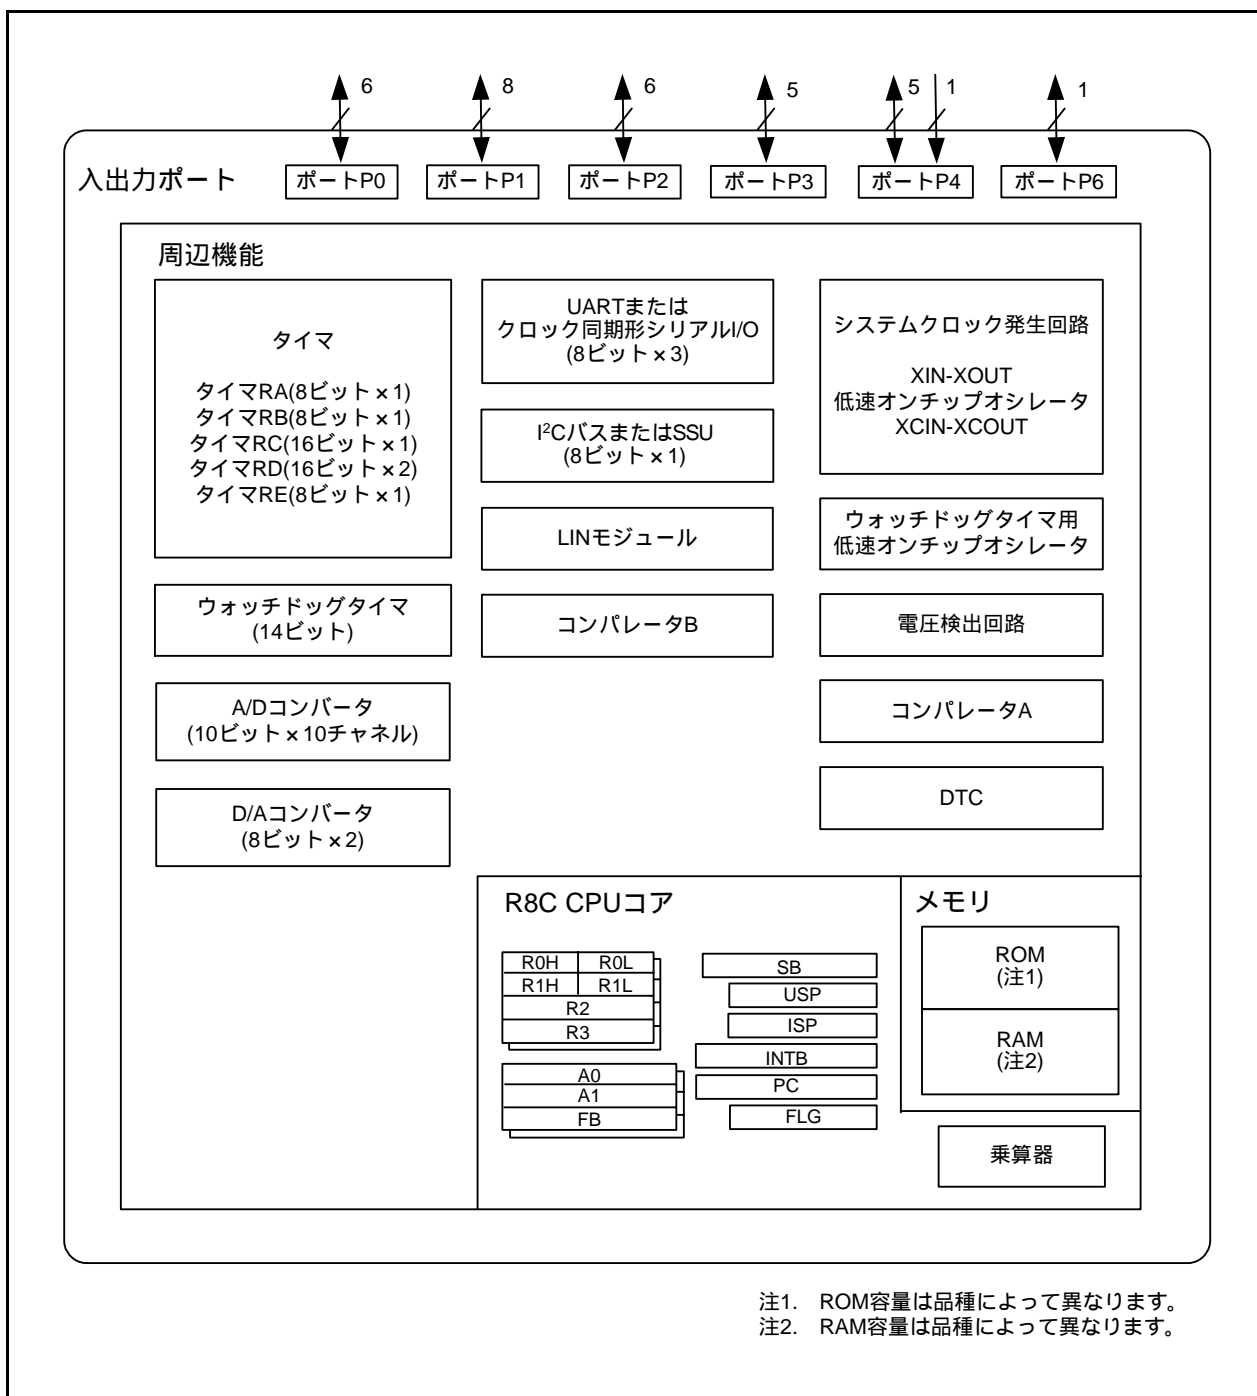 6
8
6
5
5
1
1
入出力ポート
ポートP0
ポートP1
ポートP2
ポートP3
ポートP4
ポートP6
周辺機能
タイマ
タイマRA(8ビット×1)
タイマRB(8ビット×1)
タイマRC(16ビット×1)
タイマRD(16ビット×2)
タイマRE(8ビット×1)
ウォッチドッグタイマ
(14ビット)
A/Dコンバータ
(10ビット×10チャネル)
D/Aコンバータ
(8ビット×2)
UARTまたは
クロック同期形シリアルI/O
(8ビット×3)
I²CバスまたはSSU
(8ビット×1)
LINモジュール
コンパレータB
システムクロック発生回路
XIN-XOUT
低速オンチップオシレータ
XCIN-XCOUT
ウォッチドッグタイマ用
低速オンチップオシレータ
電圧検出回路
コンパレータA
DTC
R8C CPUコア
R0H
R0L
R1H
R1L
R2
R3
A0
A1
FB
SB
USP
ISP
INTB
PC
FLG
メモリ
ROM
(注1)
RAM
(注2)
乗算器
注1. ROM容量は品種によって異なります。
注2. RAM容量は品種によって異なります。